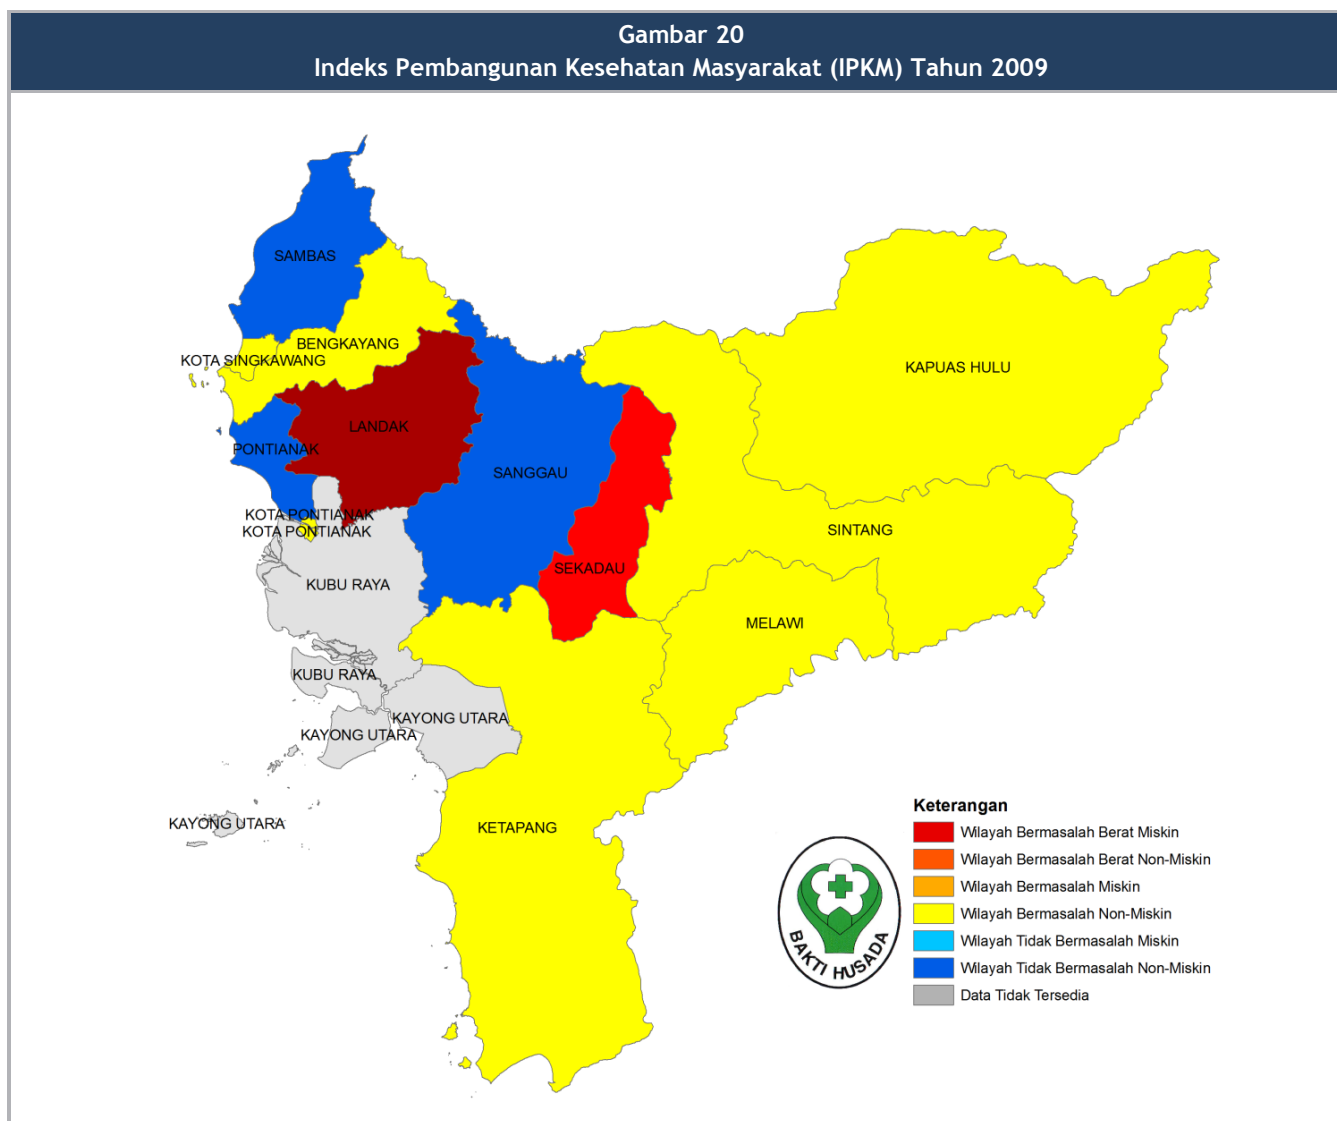 Gambar 20
Indeks Pembangunan Kesehatan Masyarakat (IPKM) Tahun 2009
SAMBAS
BENGKAYANG
KOTA SINGKAWANG
KAPUAS HULU
LANDAK
PONTIANAK
SANGGAU
KOTA PONTIANAK
KOTA PONTIANAK
SINTANG
SEKADAU
KUBU RAYA
MELAWI
KUBU RAYA
KAYONG UTARA
KAYONG UTARA
KAYONG UTARA
KETAPANG
Keterangan
Wilayah Bermasalah Berat Miskin
Wilayah Bermasalah Berat Non-Miskin
Wilayah Bermasalah Miskin
Wilayah Bermasalah Non-Miskin
Wilayah Tidak Bermasalah Miskin
Wilayah Tidak Bermasalah Non-Miskin
Data Tidak Tersedia
BAKTI HUSADA